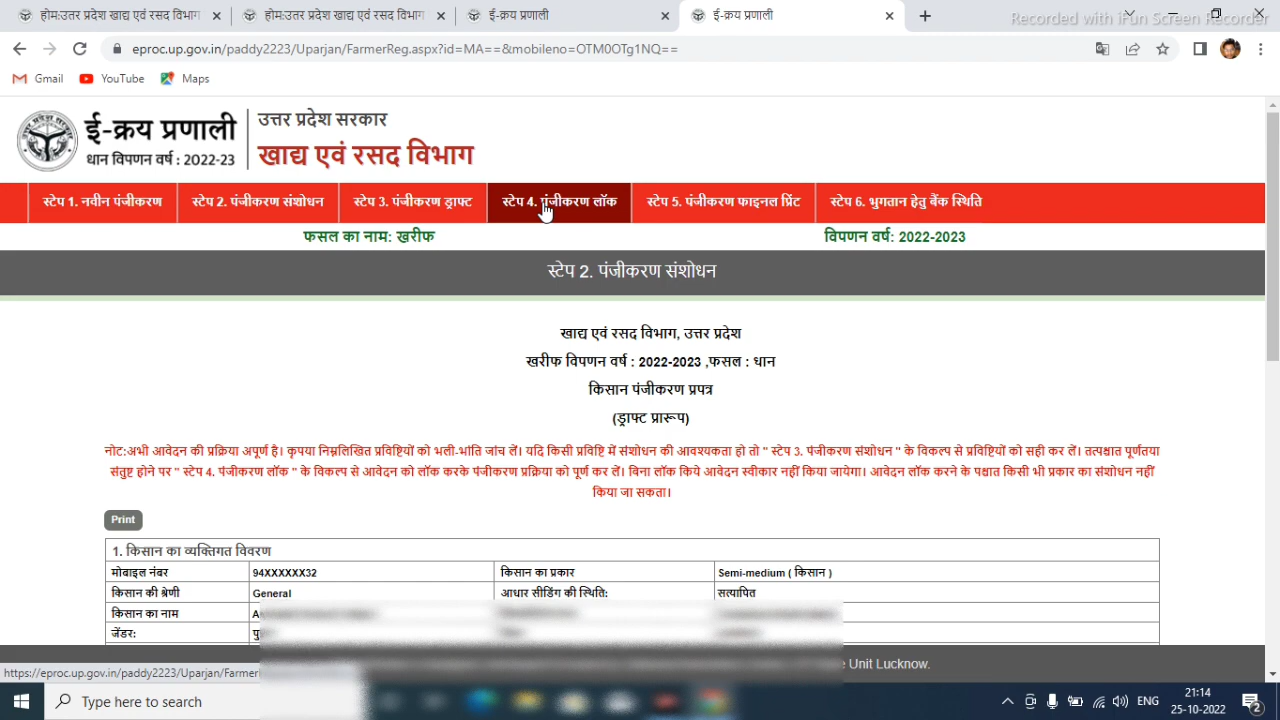 होम:उत्तर प्रदेश खाद्य एवं रसद विभाग
होम:उत्तर प्रदेश खाद्य एवं रसद विभाग
ई-क्रय प्रणाली
ई-क्रय प्रणाली
Recorded with iFun Screen Recorder
eproc.up.gov.in/paddy2223/Uparjan/FarmerReg.aspx?id=MA==&mobileno=OTM0OTg1NQ==
Gmail YouTube Maps
ई-क्रय प्रणाली
धान विपणन वर्ष : 2022-23
उत्तर प्रदेश सरकार
खाद्य एवं रसद विभाग
स्टेप 1. नवीन पंजीकरण स्टेप 2. पंजीकरण संशोधन स्टेप 3. पंजीकरण ड्राफ्ट स्टेप 4. पंजीकरण लॉक स्टेप 5. पंजीकरण फाइनल प्रिंट स्टेप 6. भुगतान हेतु बैंक स्थिति
फसल का नाम: खरीफ विपणन वर्ष: 2022-2023
स्टेप 2. पंजीकरण संशोधन
खाद्य एवं रसद विभाग, उत्तर प्रदेश
खरीफ विपणन वर्ष : 2022-2023 ,फसल : धान
किसान पंजीकरण प्रपत्र
(ड्राफ्ट प्रारूप)
नोट:अभी आवेदन की प्रक्रिया अपूर्ण है। कृपया निम्नलिखित प्रविष्टियों को भली-भांति जांच लें। यदि किसी प्रविष्टि में संशोधन की आवश्यकता हो तो " स्टेप 3. पंजीकरण संशोधन " के विकल्प से प्रविष्टियों को सही कर लें। तत्पश्चात पूर्णतया
संतुष्ट होने पर " स्टेप 4. पंजीकरण लॉक " के विकल्प से आवेदन को लॉक करके पंजीकरण प्रक्रिया को पूर्ण कर लें। बिना लॉक किये आवेदन स्वीकार नहीं किया जायेगा। आवेदन लॉक करने के पश्चात किसी भी प्रकार का संशोधन नहीं
किया जा सकता।
Print
1. किसान का व्यक्तिगत विवरण
मोबाइल नंबर 94XXXXXX32 किसान का प्रकार Semi-medium ( किसान )
किसान की श्रेणी General आधार सीडिंग की स्थिति: सत्यापित
किसान का नाम
जेंडर:
Unit Lucknow.
https://eproc.up.gov.in/paddy2223/Uparjan/Farmer
Type here to search
ENG
21:14
25-10-2022
2